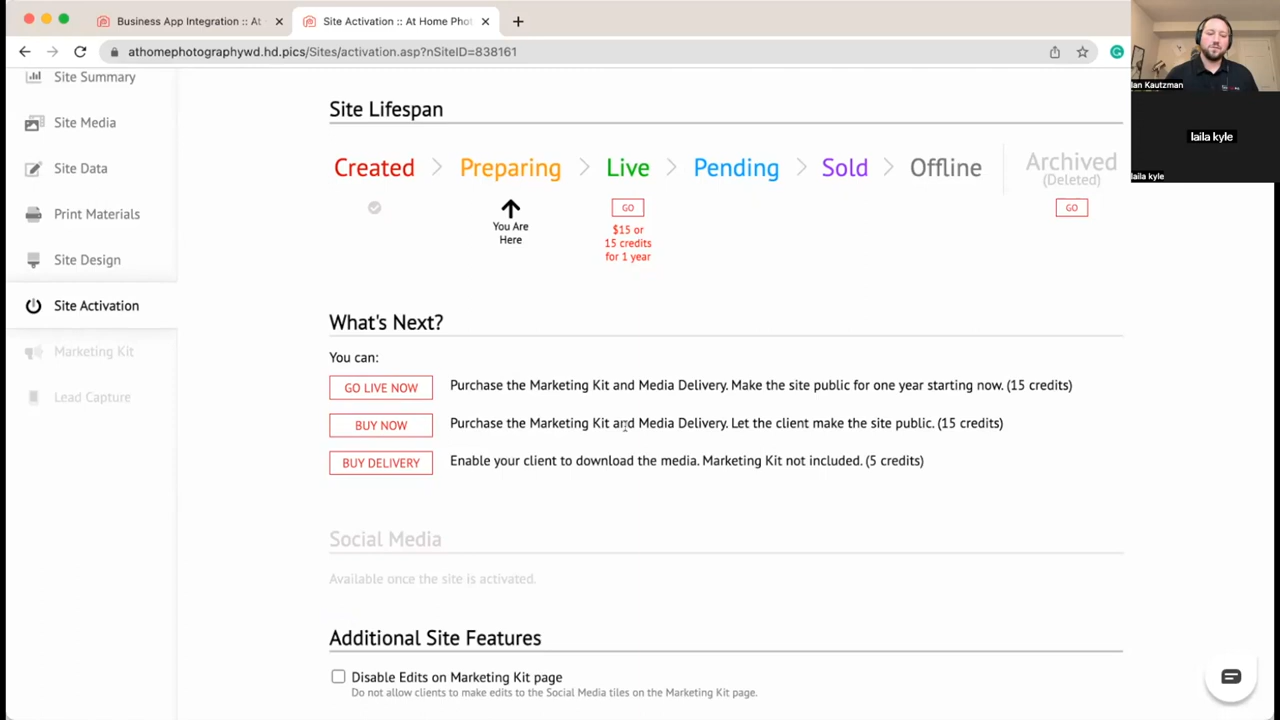 Business App Integration :: At
Site Activation :: At Home Phot
athomephotographywd.hd.pics/Sites/activation.asp?nSiteID=838161
Ian Kautzman
laila kyle
laila kyle
Site Summary
Site Media
Site Data
Print Materials
Site Design
Site Activation
Marketing Kit
Lead Capture
Site Lifespan
Created > Preparing > Live > Pending > Sold > Offline Archived
(Deleted)
GO GO
You Are
Here
$15 or
15 credits
for 1 year
What's Next?
You can:
GO LIVE NOW Purchase the Marketing Kit and Media Delivery. Make the site public for one year starting now. (15 credits)
BUY NOW Purchase the Marketing Kit and Media Delivery. Let the client make the site public. (15 credits)
BUY DELIVERY Enable your client to download the media. Marketing Kit not included. (5 credits)
Social Media
Available once the site is activated.
Additional Site Features
Disable Edits on Marketing Kit page
Do not allow clients to make edits to the Social Media tiles on the Marketing Kit page.